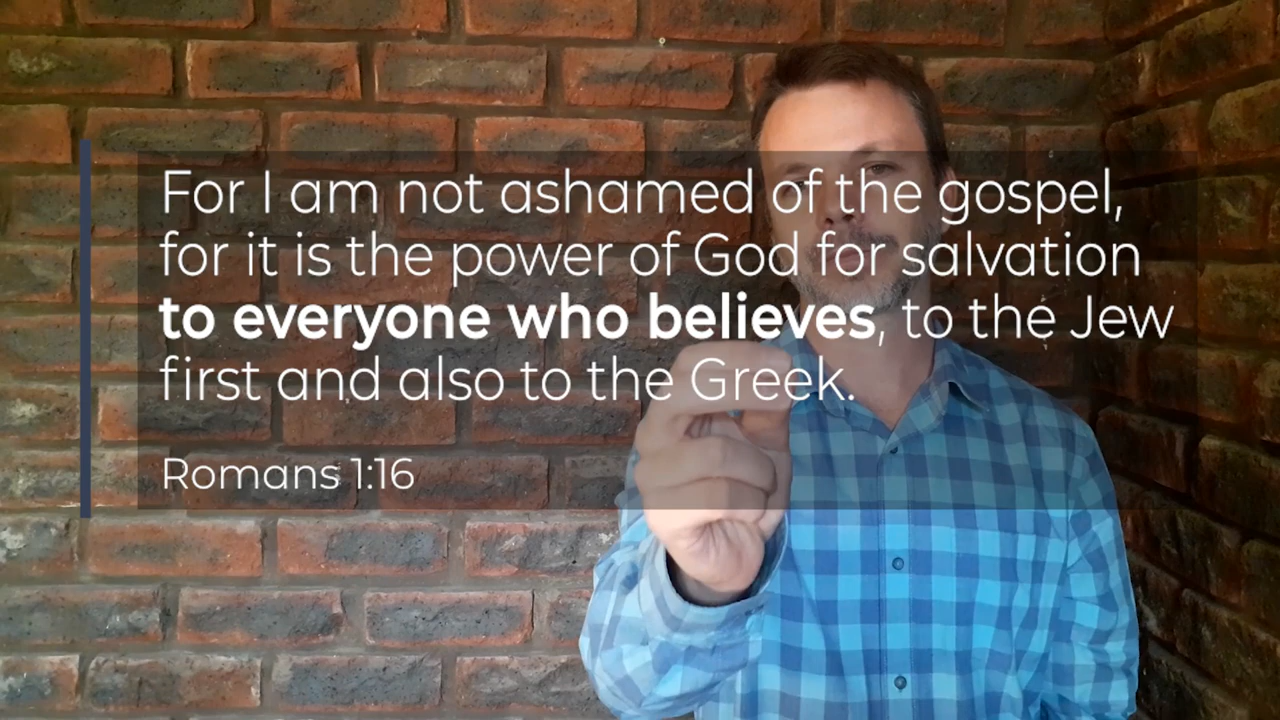 For I am not ashamed of the gospel,
for it is the power of God for salvation
to everyone who believes, to the Jew
first and also to the Greek.
Romans 1:16